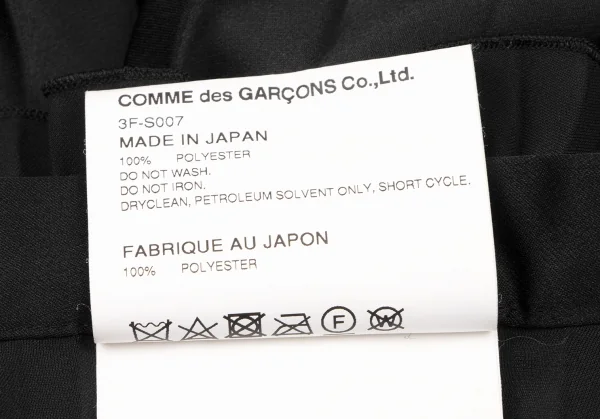 COMME des GARÇONS Co.,Ltd.
3F-S007
MADE IN JAPAN
100% POLYESTER
DO NOT WASH.
DO NOT IRON.
DRYCLEAN, PETROLEUM SOLVENT ONLY, SHORT CYCLE.
FABRIQUE AU JAPON
100% POLYESTER
F W